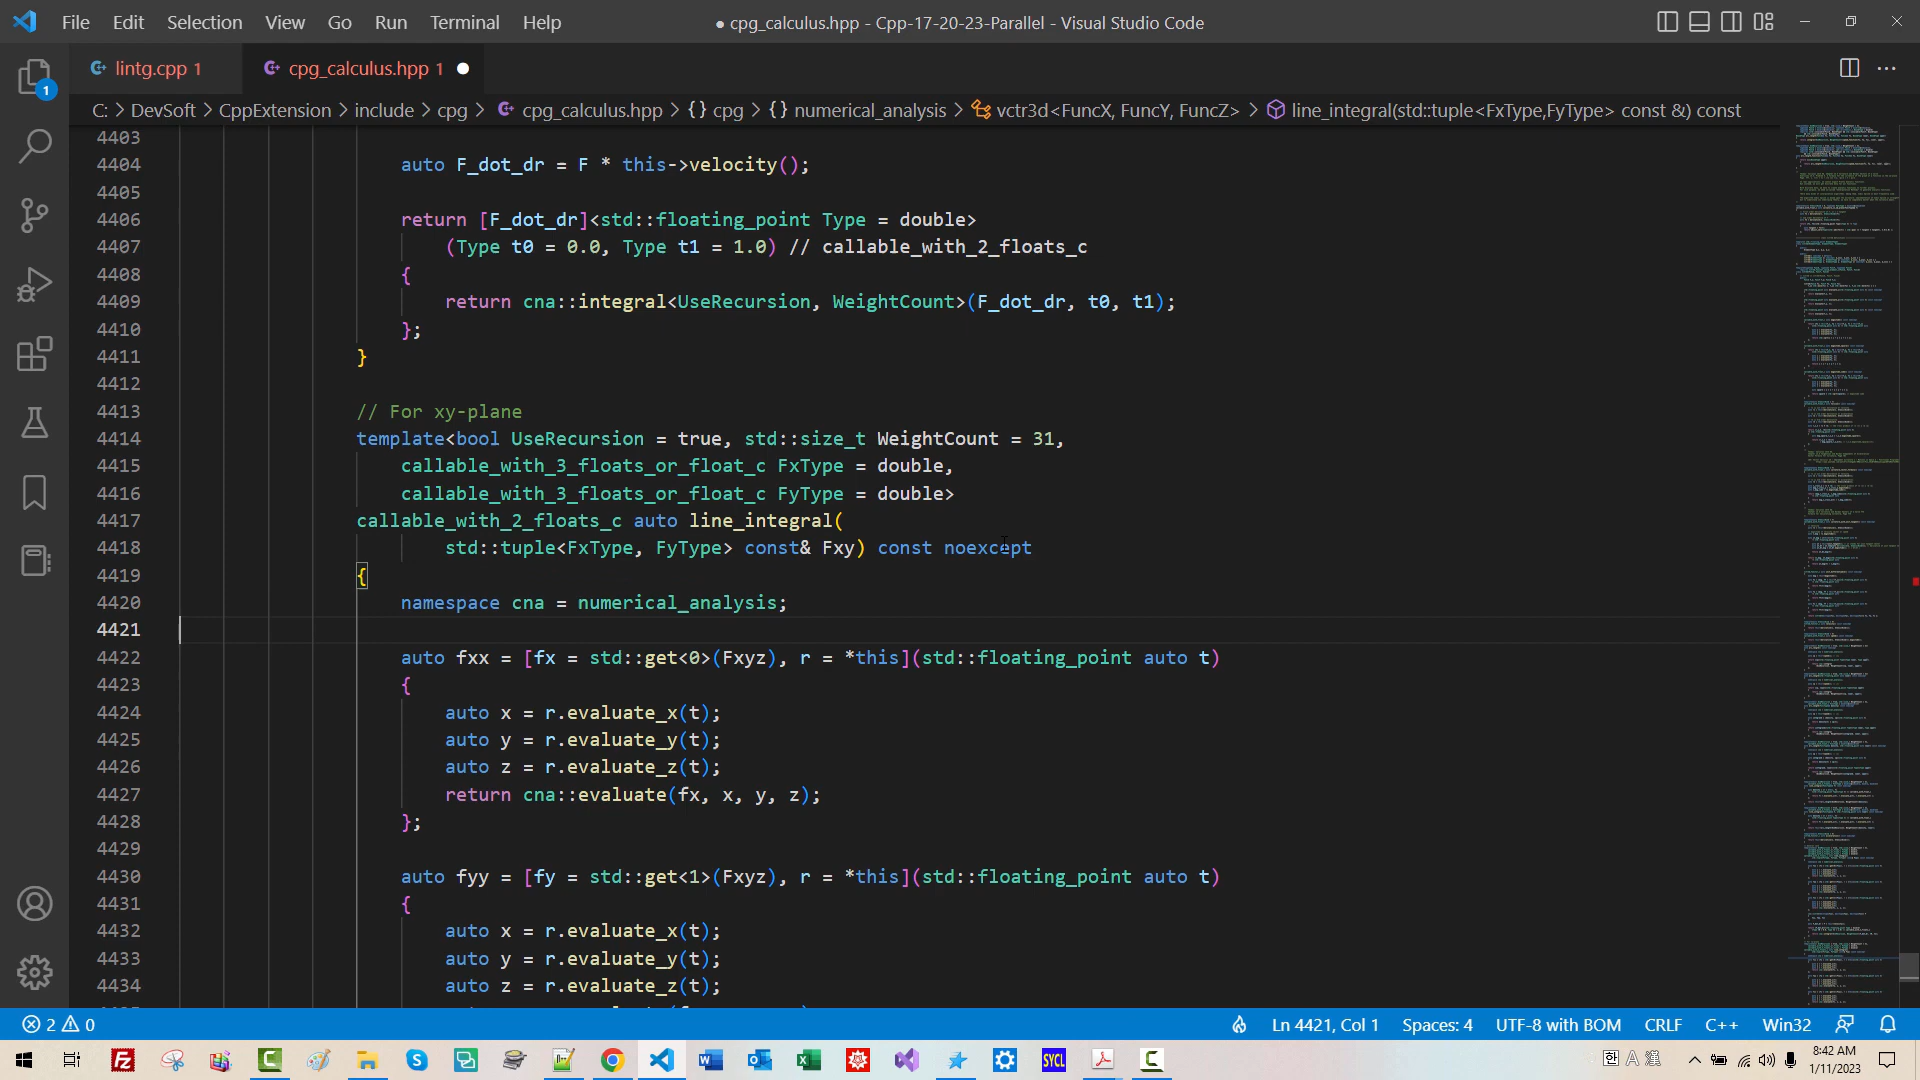 File Edit Selection View Go Run Terminal Help
● cpg_calculus.hpp - Cpp-17-20-23-Parallel - Visual Studio Code
lintg.cpp 1
cpg_calculus.hpp 1 ●
C: > DevSoft > CppExtension > include > cpg > cpg_calculus.hpp > {} cpg > {} numerical_analysis > vctr3d<FuncX, FuncY, FuncZ> > line_integral(std::tuple<FxType,FyType> const &) const
1
4403
4404 auto F_dot_dr = F * this->velocity();
4405
4406 return [F_dot_dr]<std::floating_point Type = double>
4407 (Type t0 = 0.0, Type t1 = 1.0) // callable_with_2_floats_c
4408 {
4409 return cna::integral<UseRecursion, WeightCount>(F_dot_dr, t0, t1);
4410 };
4411 }
4412
4413 // For xy-plane
4414 template<bool UseRecursion = true, std::size_t WeightCount = 31,
4415 callable_with_3_floats_or_float_c FxType = double,
4416 callable_with_3_floats_or_float_c FyType = double>
4417 callable_with_2_floats_c auto line_integral(
4418 std::tuple<FxType, FyType> const& Fxy) const noexcept
4419 {
4420 namespace cna = numerical_analysis;
4421
4422 auto fxx = [fx = std::get<0>(Fxyz), r = *this](std::floating_point auto t)
4423 {
4424 auto x = r.evaluate_x(t);
4425 auto y = r.evaluate_y(t);
4426 auto z = r.evaluate_z(t);
4427 return cna::evaluate(fx, x, y, z);
4428 };
4429
4430 auto fyy = [fy = std::get<1>(Fxyz), r = *this](std::floating_point auto t)
4431 {
4432 auto x = r.evaluate_x(t);
4433 auto y = r.evaluate_y(t);
4434 auto z = r.evaluate_z(t);
2 0 Ln 4421, Col 1 Spaces: 4 UTF-8 with BOM CRLF C++ Win32
SYCL
한 A 漢
8:42 AM
1/11/2023